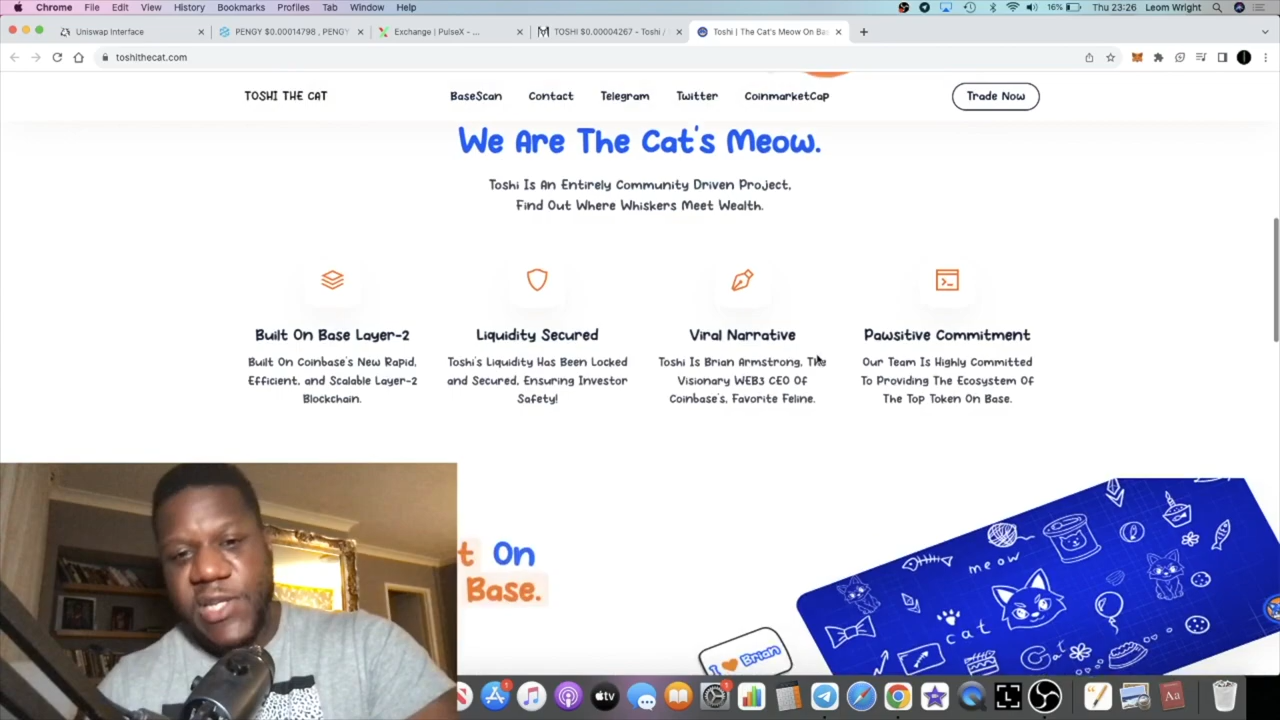 Chrome File Edit View History Bookmarks Profiles Tab Window Help 16% Thu 23:26 Leom Wright
Uniswap Interface
PENGY $0.00014798 , PENGY
Exchange | PulseX - ...
TOSHI $0.00004267 - Toshi /
Toshi | The Cat's Meow On Ba
toshithecat.com
TOSHI THE CAT BaseScan Contact Telegram Twitter CoinmarketCap Trade Now
We Are The Cat's Meow.
Toshi Is An Entirely Community Driven Project,
Find Out Where Whiskers Meet Wealth.
Built On Base Layer-2
Built On Coinbase's New Rapid,
Efficient, and Scalable Layer-2
Blockchain.
Liquidity Secured
Toshi's Liquidity Has Been Locked
and Secured, Ensuring Investor
Safety!
Viral Narrative
Toshi Is Brian Armstrong, The
Visionary WEB3 CEO Of
Coinbase's, Favorite Feline.
Pawsitive Commitment
Our Team Is Highly Committed
To Providing The Ecosystem Of
The Top Token On Base.
t On
Base.
meow
cat
I Brian
tv
Aa